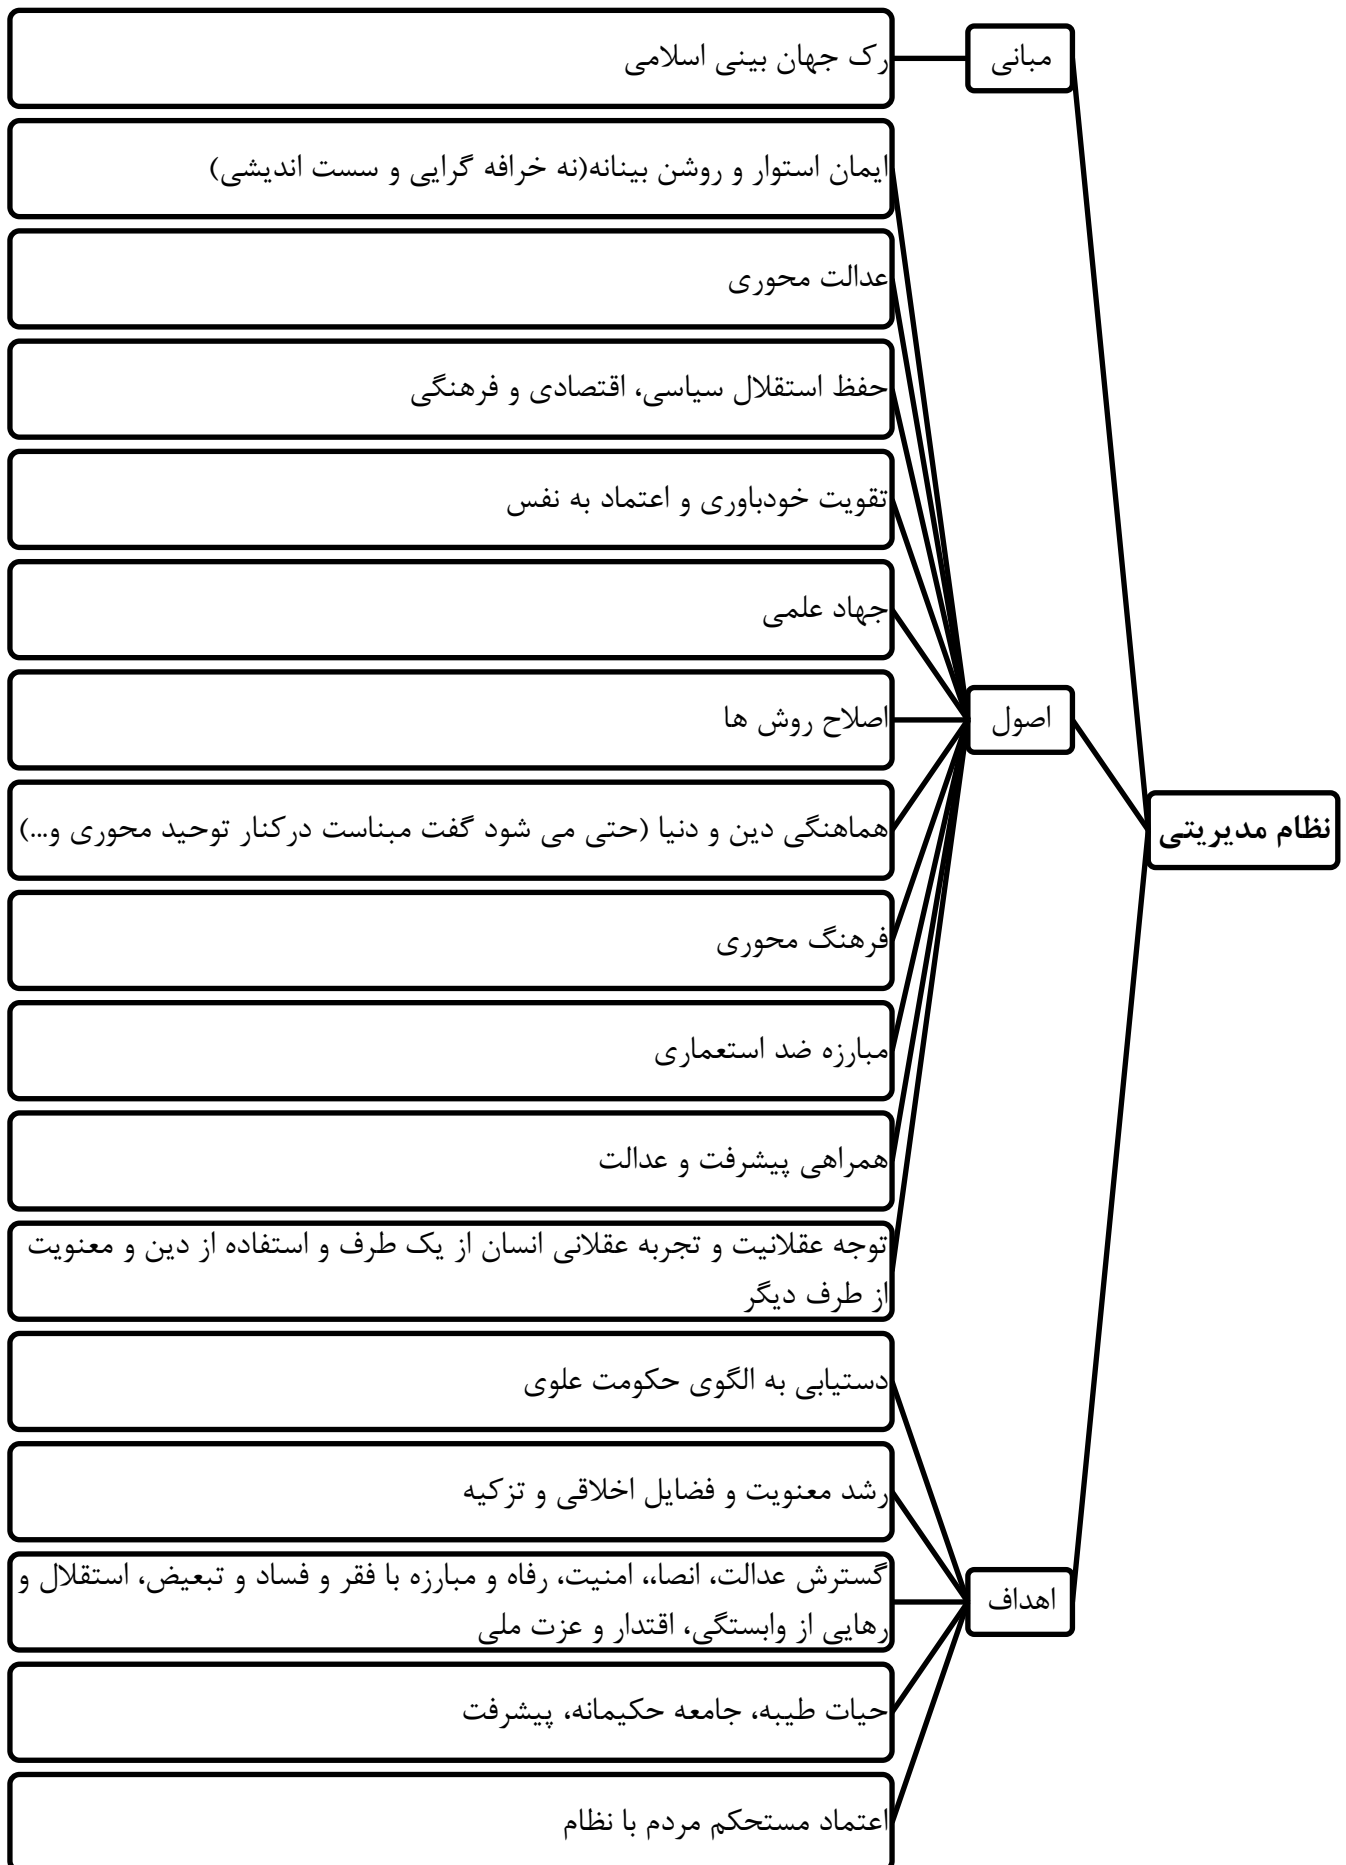 نظام مدیریتی
مبانی
رک جهان بینی اسلامی
اصول
ایمان استوار و روشن بینانه(نه خرافه گرایی و سست اندیشی)
عدالت محوری
حفظ استقلال سیاسی، اقتصادی و فرهنگی
تقویت خودباوری و اعتماد به نفس
جهاد علمی
اصلاح روش ها
هماهنگی دین و دنیا (حتی می شود گفت مبناست درکنار توحید محوری و...)
فرهنگ محوری
مبارزه ضد استعماری
همراهی پیشرفت و عدالت
توجه عقلانیت و تجربه عقلانی انسان از یک طرف و استفاده از دین و معنویت
از طرف دیگر
اهداف
دستیابی به الگوی حکومت علوی
رشد معنویت و فضایل اخلاقی و تزکیه
گسترش عدالت، انصا،، امنیت، رفاه و مبارزه با فقر و فساد و تبعیض، استقلال و
رهایی از وابستگی، اقتدار و عزت ملی
حیات طیبه، جامعه حکیمانه، پیشرفت
اعتماد مستحکم مردم با نظام